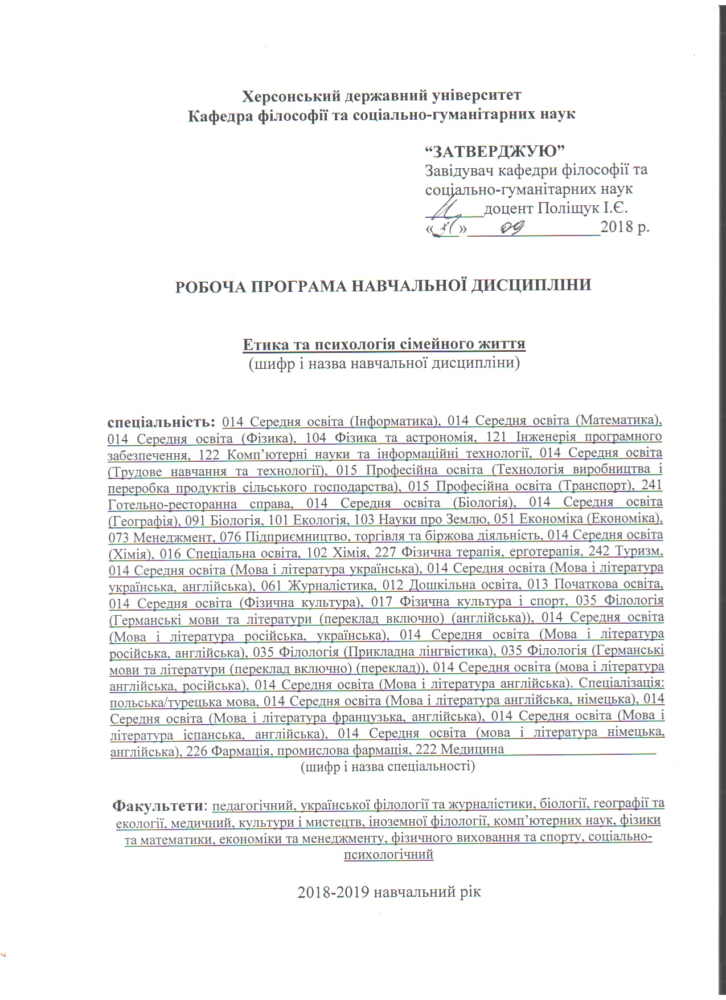 Херсонський державний університет
Кафедра філософії та соціально-гуманітарних наук
“ЗАТВЕРДЖУЮ”
Завідувач кафедри філософії та
соціально-гуманітарних наук
________доцент Поліщук І.Є.
«___»_________09_________2018 р.
РОБОЧА ПРОГРАМА НАВЧАЛЬНОЇ ДИСЦИПЛІНИ
Етика та психологія сімейного життя
(шифр і назва навчальної дисципліни)
спеціальність: 014 Середня освіта (Інформатика), 014 Середня освіта (Математика),
014 Середня освіта (Фізика), 104 Фізика та астрономія, 121 Інженерія програмного
забезпечення, 122 Комп’ютерні науки та інформаційні технології, 014 Середня освіта
(Трудове навчання та технології), 015 Професійна освіта (Технологія виробництва і
переробка продуктів сільського господарства), 015 Професійна освіта (Транспорт), 241
Готельно-ресторанна справа, 014 Середня освіта (Біологія), 014 Середня освіта
(Географія), 091 Біологія, 101 Екологія, 103 Науки про Землю, 051 Економіка (Економіка),
073 Менеджмент, 076 Підприємництво, торгівля та біржова діяльність, 014 Середня освіта
(Хімія), 016 Спеціальна освіта, 102 Хімія, 227 Фізична терапія, ерготерапія, 242 Туризм,
014 Середня освіта (Мова і література українська), 014 Середня освіта (Мова і література
українська, англійська), 061 Журналістика, 012 Дошкільна освіта, 013 Початкова освіта,
014 Середня освіта (Фізична культура), 017 Фізична культура і спорт, 035 Філологія
(Германські мови та літератури (переклад включно) (англійська)), 014 Середня освіта
(Мова і література російська, українська), 014 Середня освіта (Мова і література
російська, англійська), 035 Філологія (Прикладна лінгвістика), 035 Філологія (Германські
мови та літератури (переклад включно) (переклад)), 014 Середня освіта (мова і література
англійська, російська), 014 Середня освіта (Мова і література англійська). Спеціалізація:
польська/турецька мова, 014 Середня освіта (Мова і література англійська, німецька), 014
Середня освіта (Мова і література французька, англійська), 014 Середня освіта (Мова і
література іспанська, англійська), 014 Середня освіта (мова і література німецька,
англійська), 226 Фармація, промислова фармація, 222 Медицина
(шифр і назва спеціальності)
Факультети: педагогічний, української філології та журналістики, біології, географії та
екології, медичний, культури і мистецтв, іноземної філології, комп’ютерних наук, фізики
та математики, економіки та менеджменту, фізичного виховання та спорту, соціально-
психологічний
2018-2019 навчальний рік